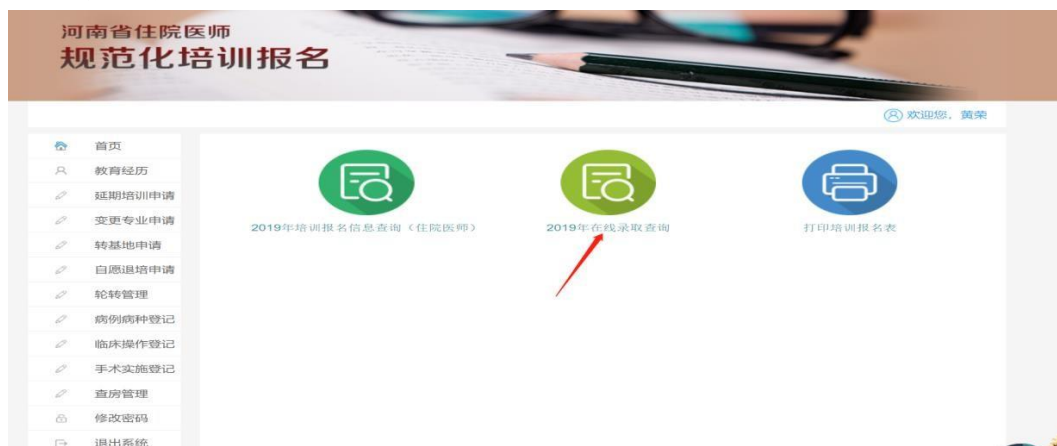 河南省住院医师
规范化培训报名
欢迎您，黄荣
首页
教育经历
延期培训申请
变更专业申请
转基地申请
自愿退培申请
轮转管理
病例病种登记
临床操作登记
手术实施登记
查房管理
修改密码
退出系统
2019年培训报名信息查询（住院医师）
2019年在线录取查询
打印培训报名表